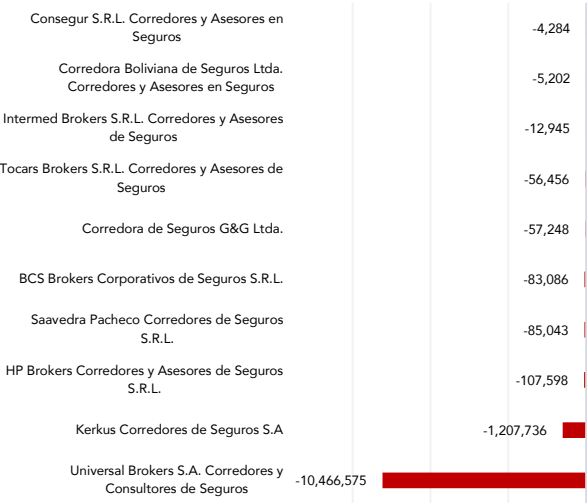 Consegur S.R.L. Corredores y Asesores en
Seguros
-4,284
Corredora Boliviana de Seguros Ltda.
Corredores y Asesores en Seguros
-5,202
Intermed Brokers S.R.L. Corredores y Asesores
de Seguros
-12,945
Tocars Brokers S.R.L. Corredores y Asesores de
Seguros
-56,456
Corredora de Seguros G&G Ltda.
-57,248
BCS Brokers Corporativos de Seguros S.R.L.
-83,086
Saavedra Pacheco Corredores de Seguros
S.R.L.
-85,043
HP Brokers Corredores y Asesores de Seguros
S.R.L.
-107,598
Kerkus Corredores de Seguros S.A
-1,207,736
Universal Brokers S.A. Corredores y
Consultores de Seguros
-10,466,575